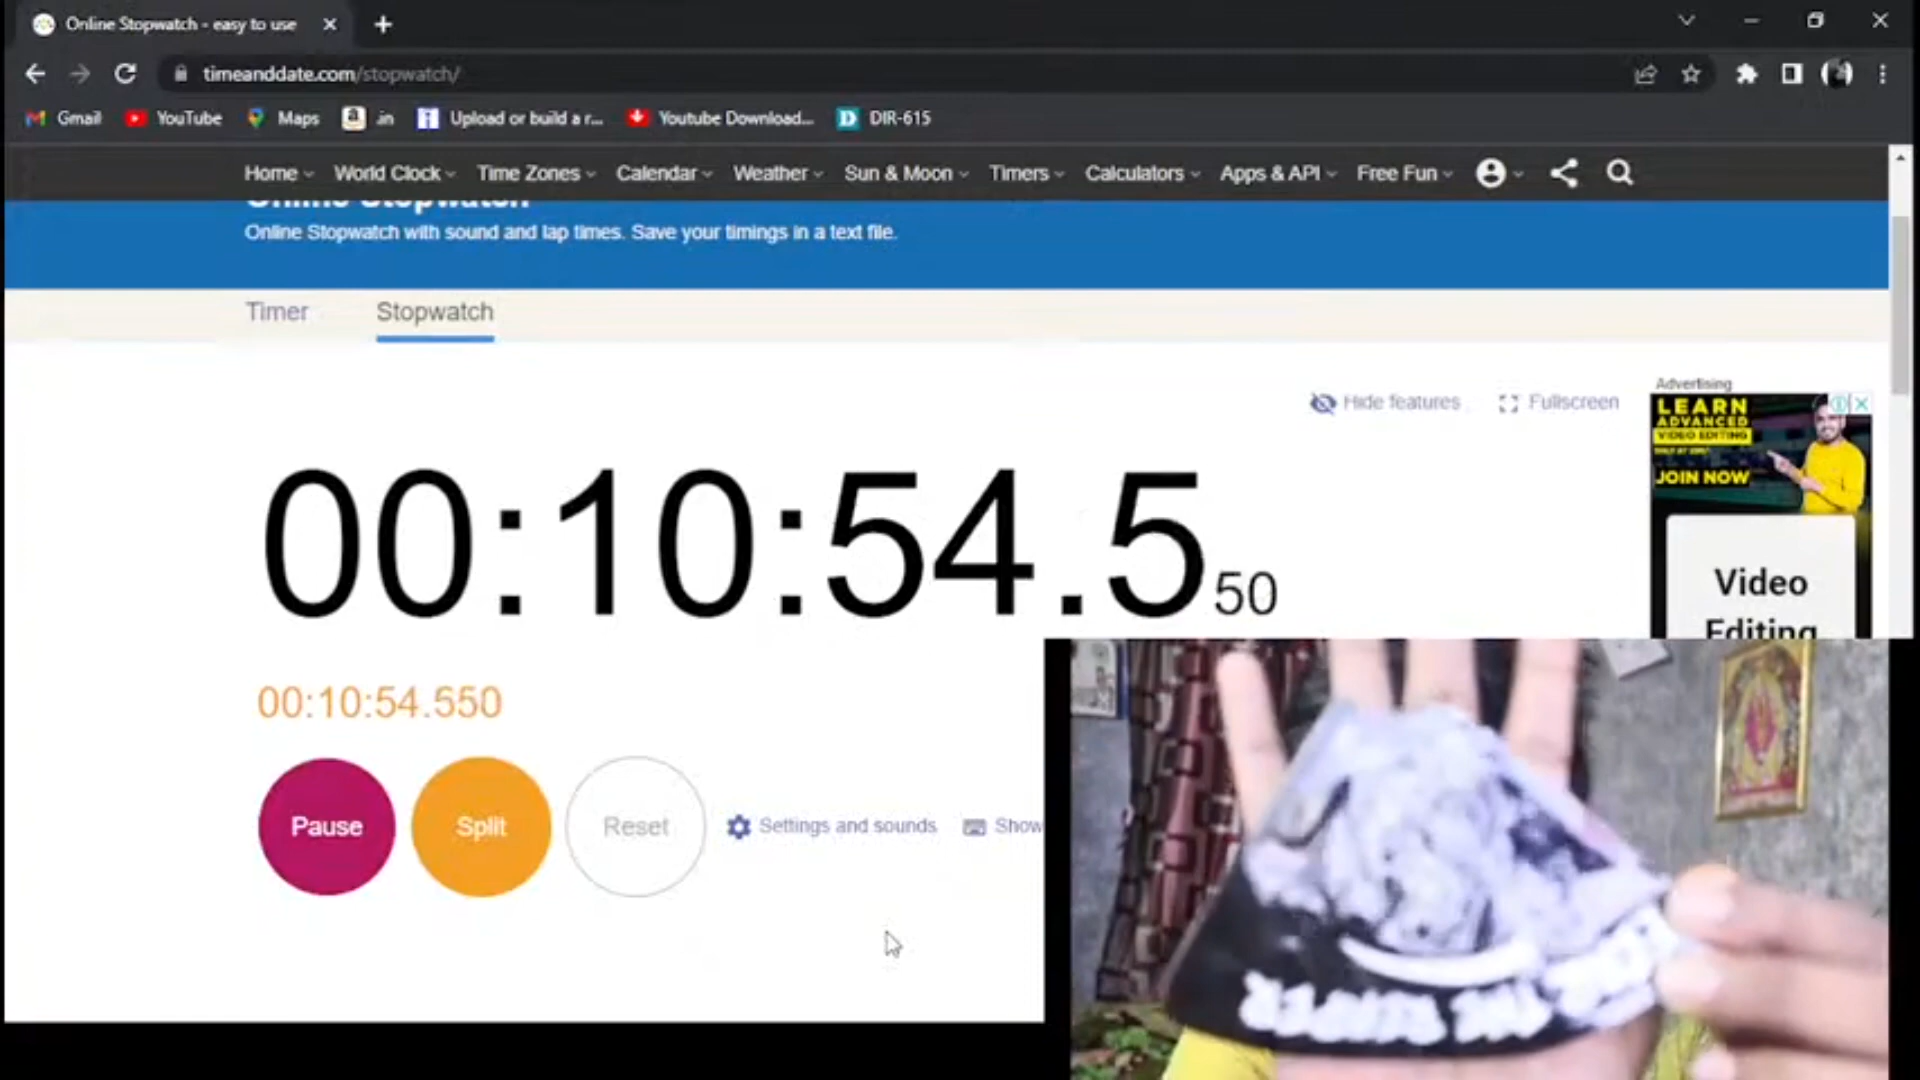 Online Stopwatch - easy to use
timeanddate.com/stopwatch/
Gmail YouTube Maps .in Upload or build a r... Youtube Download... DIR-615
Home World Clock Time Zones Calendar Weather Sun & Moon Timers Calculators Apps & API Free Fun
Online Stopwatch
Online Stopwatch with sound and lap times. Save your timings in a text file.
Timer Stopwatch
Hide features Fullscreen
Advertising
LEARN
ADVANCED
VIDEO EDITING
JOIN NOW
Video
Editing
00:10:54.550
00:10:54.550
Pause Split Reset Settings and sounds Show